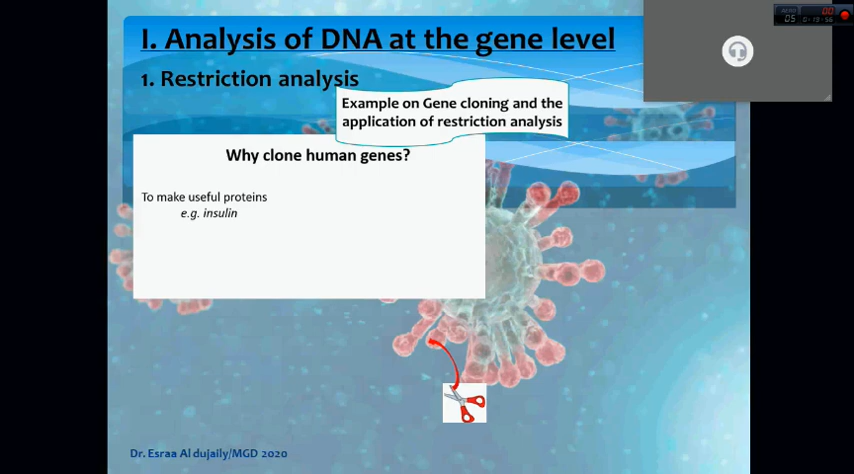 I. Analysis of DNA at the gene level
1. Restriction analysis
Example on Gene cloning and the
application of restriction analysis
Why clone human genes?
To make useful proteins
e.g. insulin
Dr. Esraa Al dujaily/MGD 2020